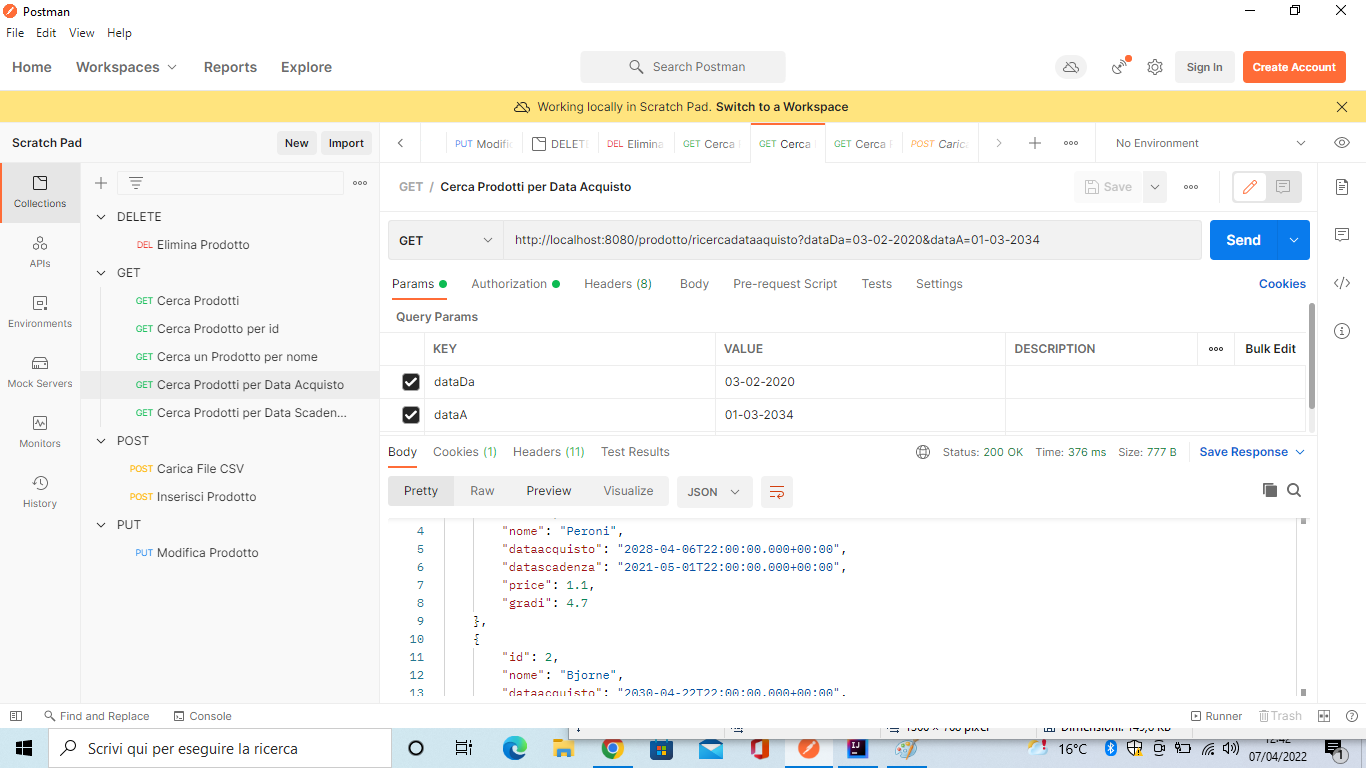 Postman
File Edit View Help
Home Workspaces Reports Explore Search Postman Sign In Create Account
Working locally in Scratch Pad. Switch to a Workspace
Scratch Pad New Import
PUT Modific DELET DEL Elimina GET Cerca GET Cerca GET Cerca POST Carica No Environment
Collections
APIs
Environments
Mock Servers
Monitors
History
DELETE
DEL Elimina Prodotto
GET
GET Cerca Prodotti
GET Cerca Prodotto per id
GET Cerca un Prodotto per nome
GET Cerca Prodotti per Data Acquisto
GET Cerca Prodotti per Data Scaden...
POST
POST Carica File CSV
POST Inserisci Prodotto
PUT
PUT Modifica Prodotto
GET / Cerca Prodotti per Data Acquisto Save
GET http://localhost:8080/prodotto/ricercadataaquisto?dataDa=03-02-2020&dataA=01-03-2034 Send
Params Authorization Headers (8) Body Pre-request Script Tests Settings Cookies
Query Params
KEY VALUE DESCRIPTION Bulk Edit
dataDa 03-02-2020
dataA 01-03-2034
Body Cookies (1) Headers (11) Test Results Status: 200 OK Time: 376 ms Size: 777 B Save Response
Pretty Raw Preview Visualize JSON
4 "nome": "Peroni",
5 "dataacquisto": "2028-04-06T22:00:00.000+00:00",
6 "datascadenza": "2021-05-01T22:00:00.000+00:00",
7 "price": 1.1,
8 "gradi": 4.7
9 },
10 {
11 "id": 2,
12 "nome": "Bjorne",
13 "dataacquisto": "2030-04-22T22:00:00.000+00:00",
Find and Replace Console Runner Trash
Scrivi qui per eseguire la ricerca 16°C 12:42
07/04/2022 1